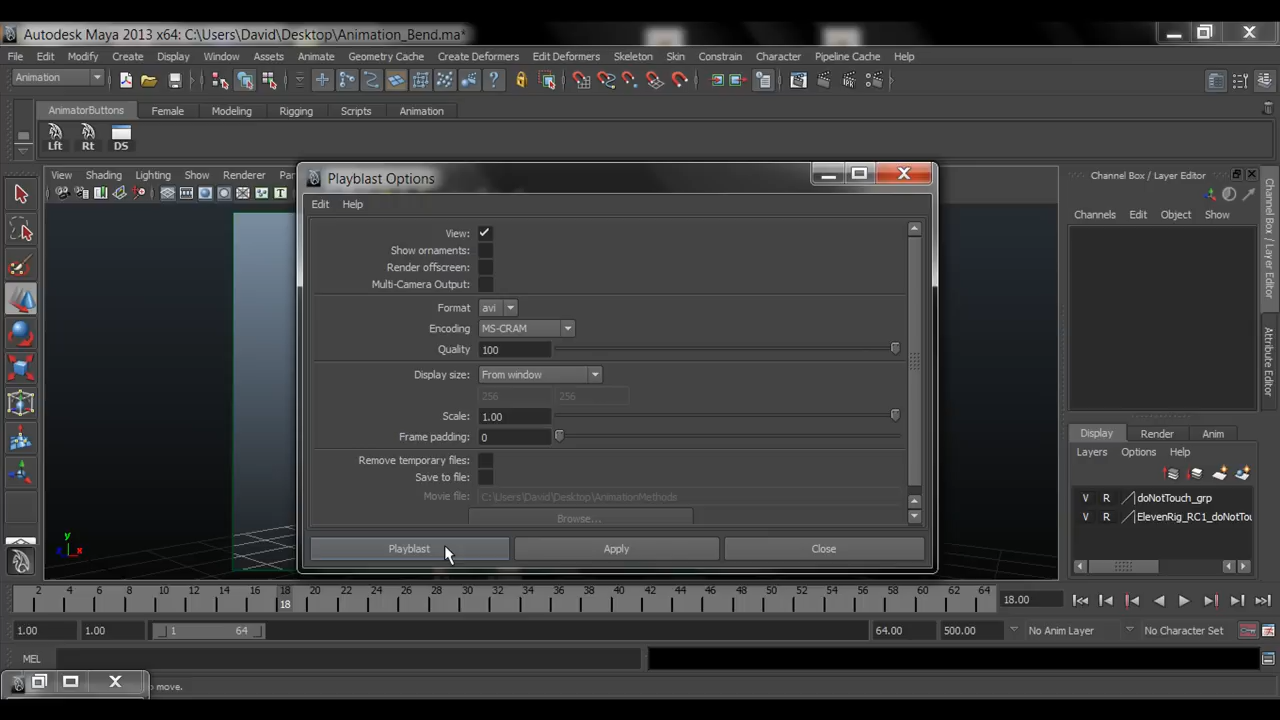 Autodesk Maya 2013 x64: C:\Users\David\Desktop\Animation_Bend.ma*
File Edit Modify Create Display Window Assets Animate Geometry Cache Create Deformers Edit Deformers Skeleton Skin Constrain Character Pipeline Cache Help
Animation
AnimatorButtons Female Modeling Rigging Scripts Animation
Lft Rt DS
View Shading Lighting Show Renderer Pan
Playblast Options
Edit Help
View:
Show ornaments:
Render offscreen:
Multi-Camera Output:
Format avi
Encoding MS-CRAM
Quality 100
Display size: From window
256 256
Scale: 1.00
Frame padding: 0
Remove temporary files:
Save to file:
Movie file: C:\Users\David\Desktop\AnimationMethods
Browse...
Playblast Apply Close
Channel Box / Layer Editor
Channels Edit Object Show
Channel Box / Layer Editor
Attribute Editor
Display Render Anim
Layers Options Help
V R doNotTouch_grp
V R ElevenRig_RC1_doNotTou
y
x
2 4 6 8 10 12 14 16 18 20 22 24 26 28 30 32 34 36 38 40 42 44 46 48 50 52 54 56 58 60 62 64
18
18.00
1.00 1.00 1 64 64.00 500.00 No Anim Layer No Character Set
MEL
o move.